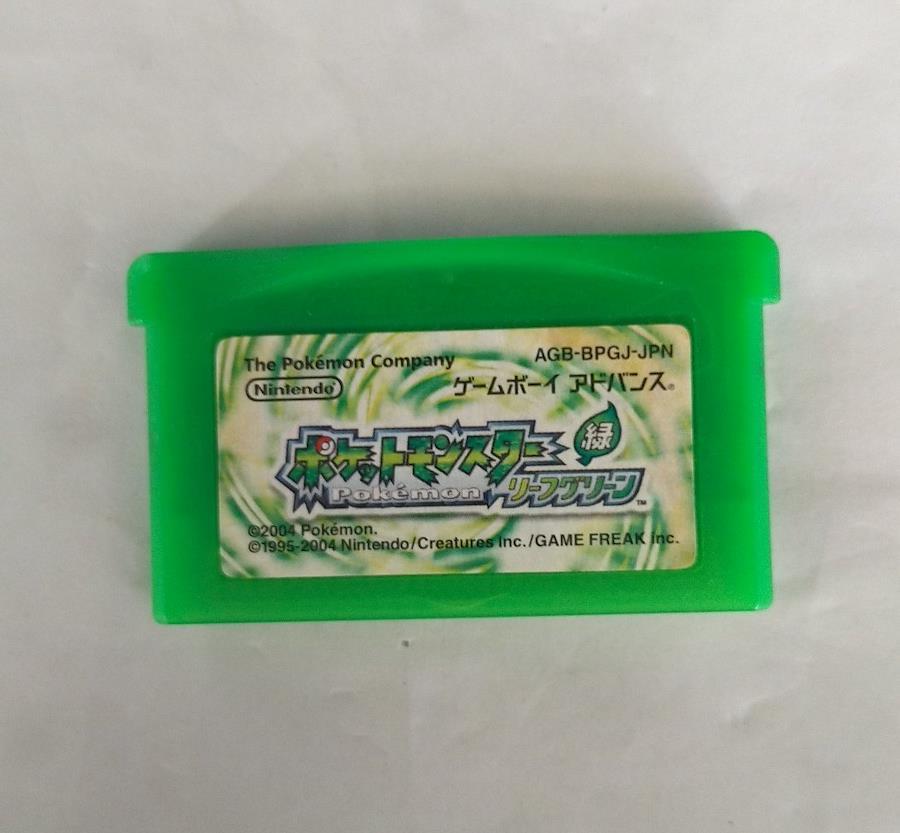 The Pokémon Company
AGB-BPGJ-JPN
Nintendo®
ゲームボーイ アドバンス®
ポケットモンスター
緑
Pokémon
リーフグリーン™
©2004 Pokémon.
©1995-2004 Nintendo/Creatures inc./GAME FREAK inc.